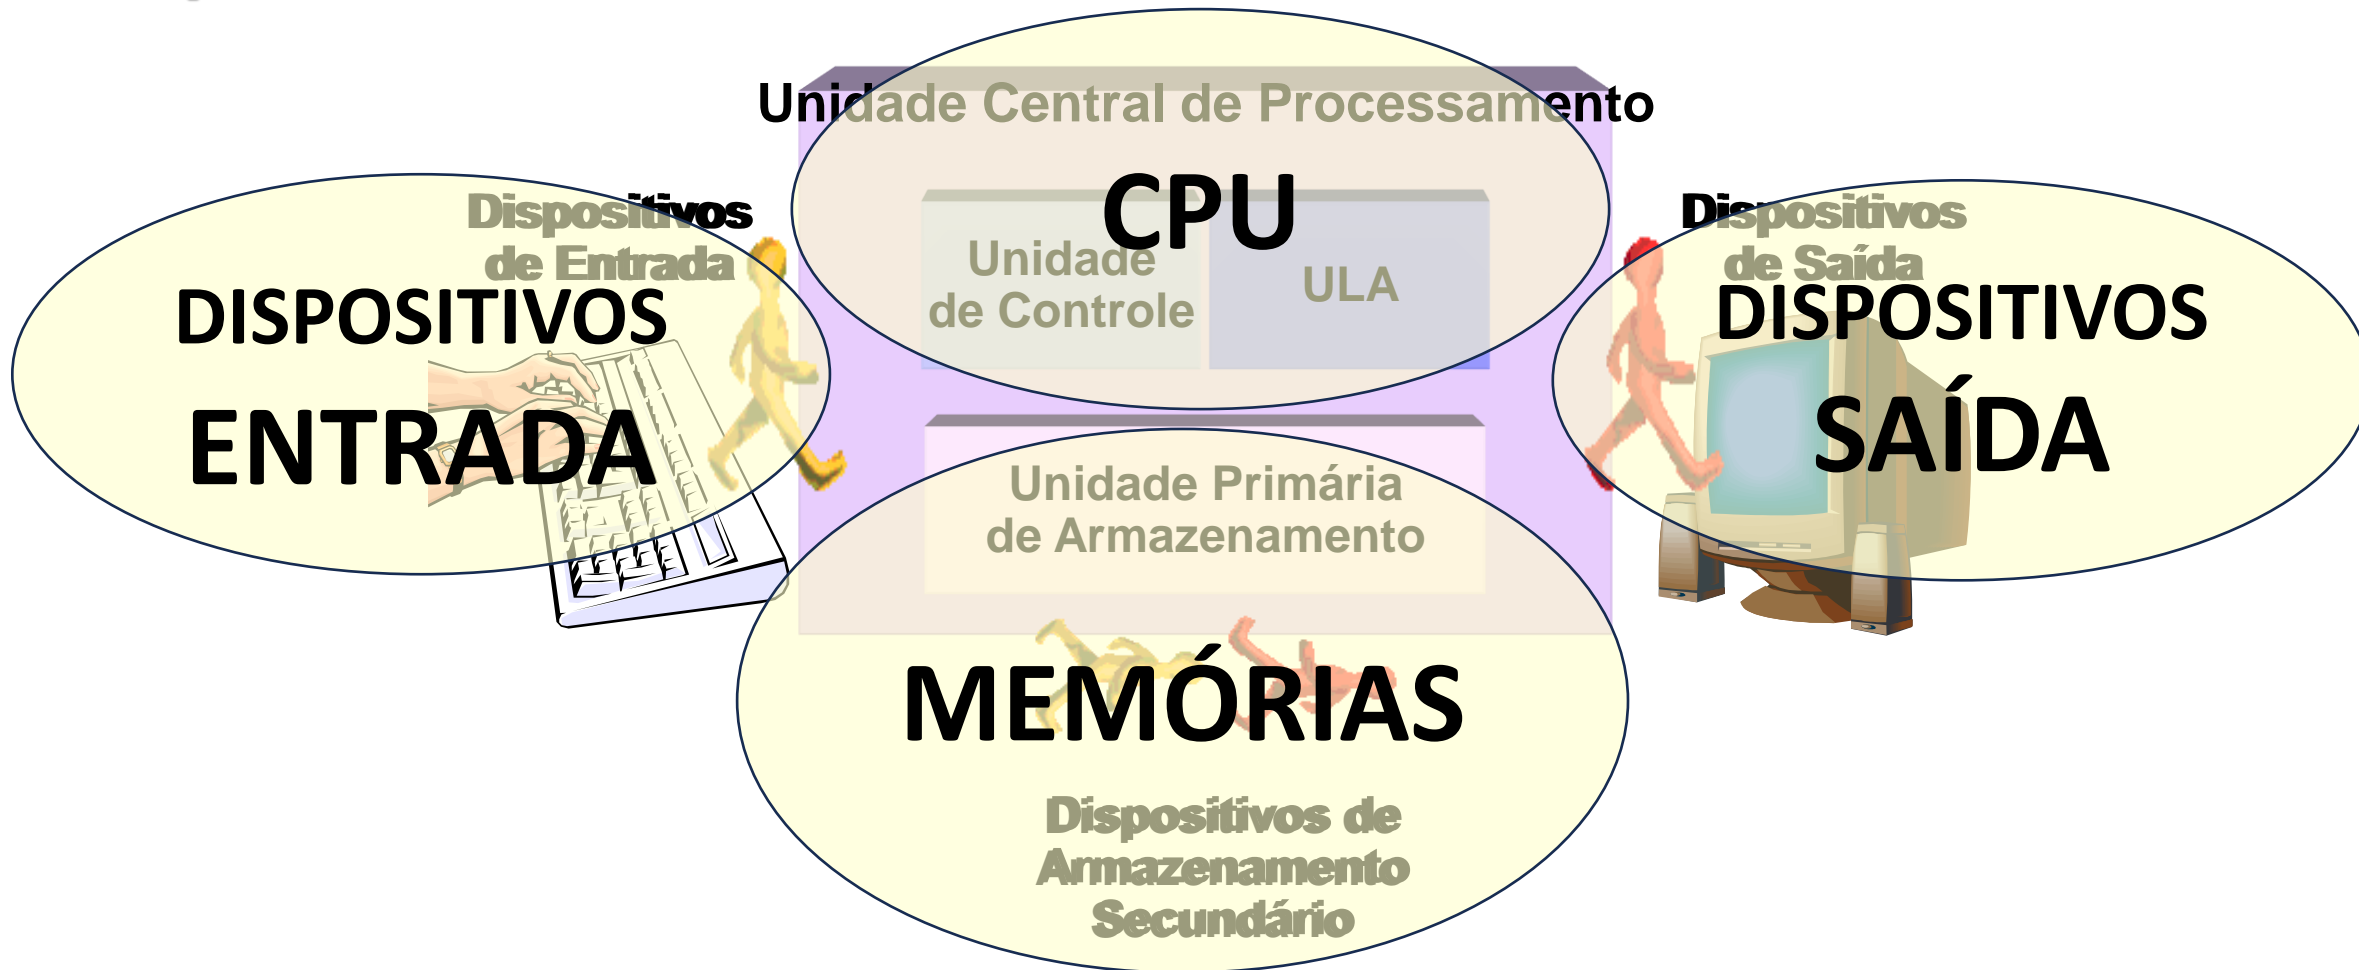 Unidade Central de Processamento
CPU
Unidade
de Controle
ULA
Dispositivos
de Entrada
DISPOSITIVOS
ENTRADA
Dispositivos
de Saída
DISPOSITIVOS
SAÍDA
Unidade Primária
de Armazenamento
MEMÓRIAS
Dispositivos de
Armazenamento
Secundário